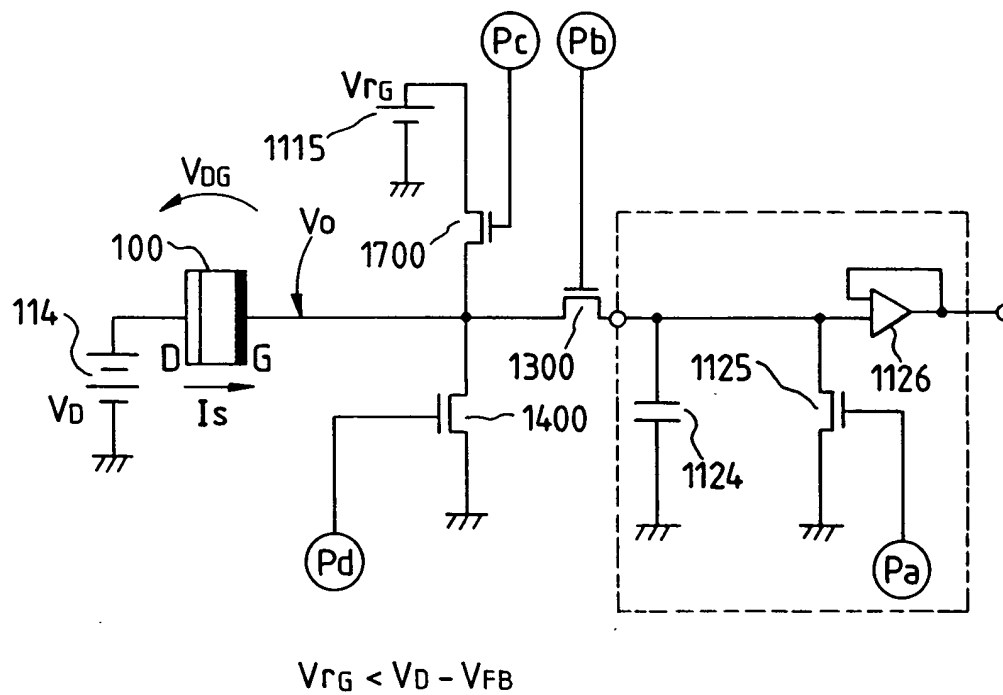 Pc
Pb
VrG
1115
VDG
Vo
100
1700
114
D
G
1300
1126
1125
VD
Is
1400
1124
Pd
Pa
VrG < VD - VFB